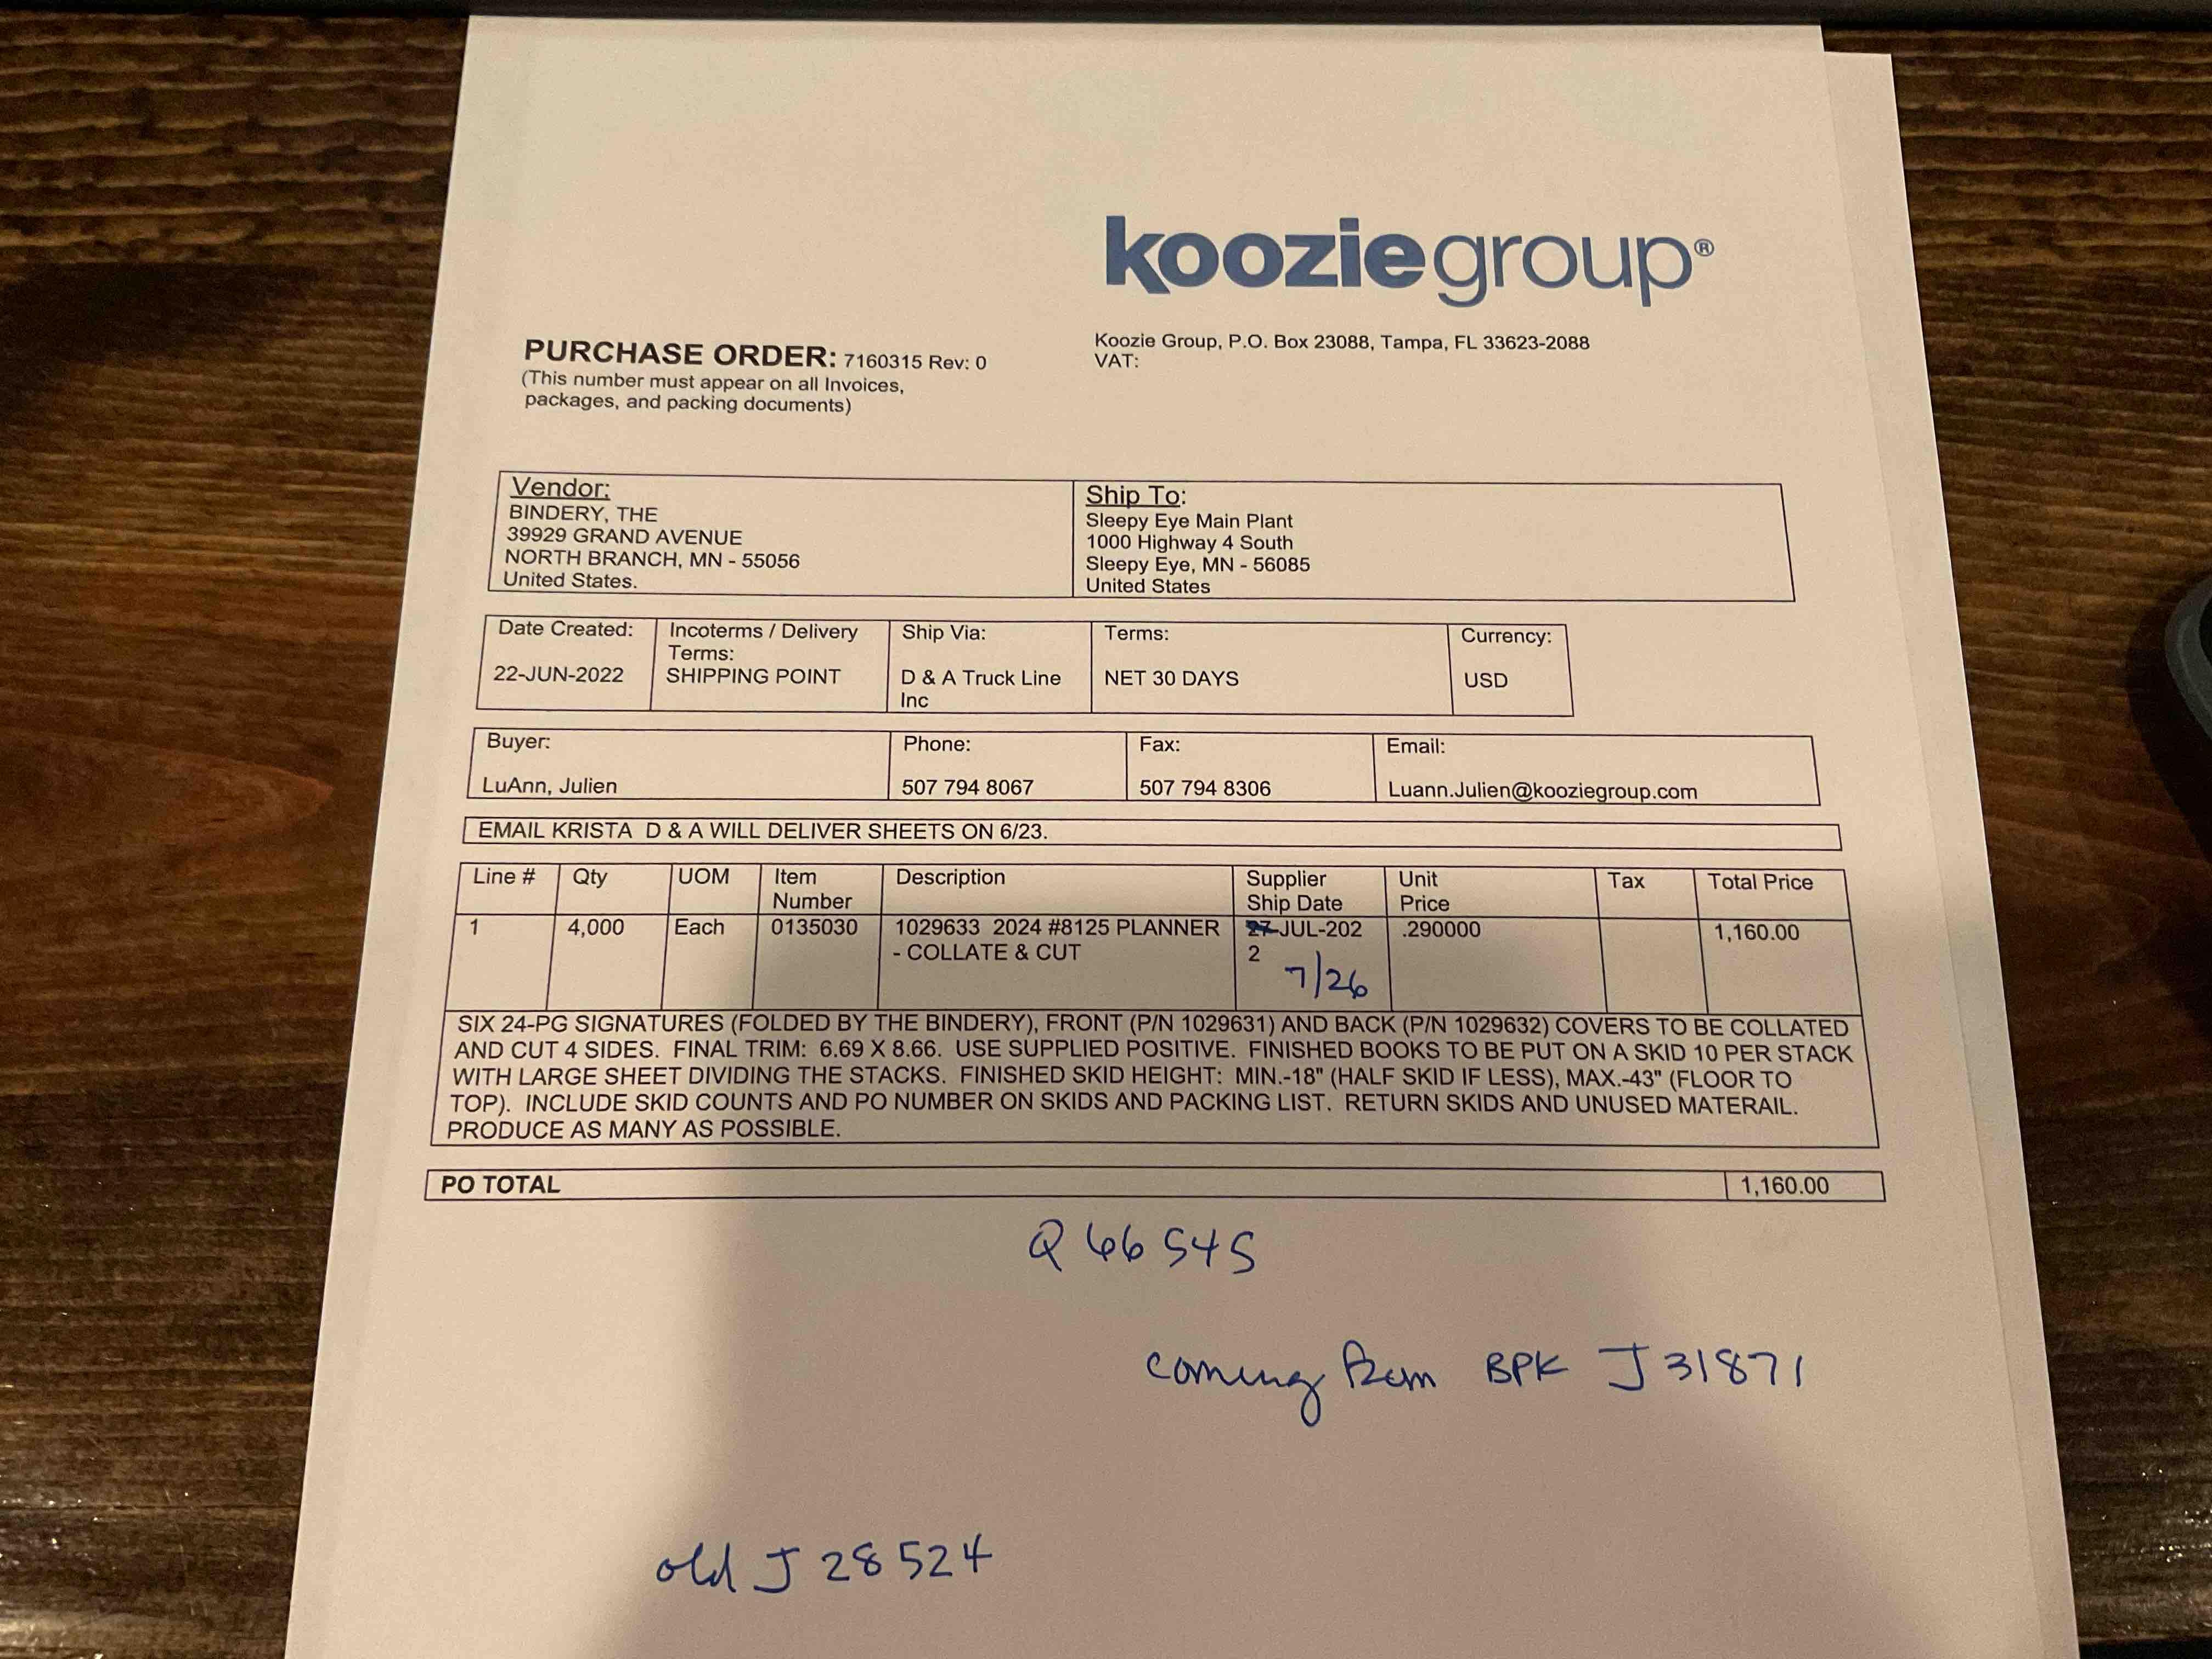 kooziegroup®
Koozie Group, P.O. Box 23088, Tampa, FL 33623-2088
VAT:
PURCHASE ORDER: 7160315 Rev: 0
(This number must appear on all Invoices,
packages, and packing documents)
Vendor:
BINDERY, THE
39929 GRAND AVENUE
NORTH BRANCH, MN - 55056
United States.
Ship To:
Sleepy Eye Main Plant
1000 Highway 4 South
Sleepy Eye, MN - 56085
United States
Date Created:
22-JUN-2022
Incoterms / Delivery
Terms:
SHIPPING POINT
Ship Via:
D & A Truck Line
Inc
Terms:
NET 30 DAYS
Currency:
USD
Buyer:
LuAnn, Julien
Phone:
507 794 8067
Fax:
507 794 8306
Email:
Luann.Julien@kooziegroup.com
EMAIL KRISTA D & A WILL DELIVER SHEETS ON 6/23.
Line # Qty UOM Item Number Description Supplier Ship Date Unit Price Tax Total Price
1 4,000 Each 0135030 1029633 2024 #8125 PLANNER 27-JUL-202 .290000 1,160.00
- COLLATE & CUT 2
7/26
SIX 24-PG SIGNATURES (FOLDED BY THE BINDERY), FRONT (P/N 1029631) AND BACK (P/N 1029632) COVERS TO BE COLLATED
AND CUT 4 SIDES. FINAL TRIM: 6.69 X 8.66. USE SUPPLIED POSITIVE. FINISHED BOOKS TO BE PUT ON A SKID 10 PER STACK
WITH LARGE SHEET DIVIDING THE STACKS. FINISHED SKID HEIGHT: MIN.-18" (HALF SKID IF LESS), MAX.-43" (FLOOR TO
TOP). INCLUDE SKID COUNTS AND PO NUMBER ON SKIDS AND PACKING LIST. RETURN SKIDS AND UNUSED MATERAIL.
PRODUCE AS MANY AS POSSIBLE.
PO TOTAL 1,160.00
Q 66545
coming from BPK J 31871
old J 28524